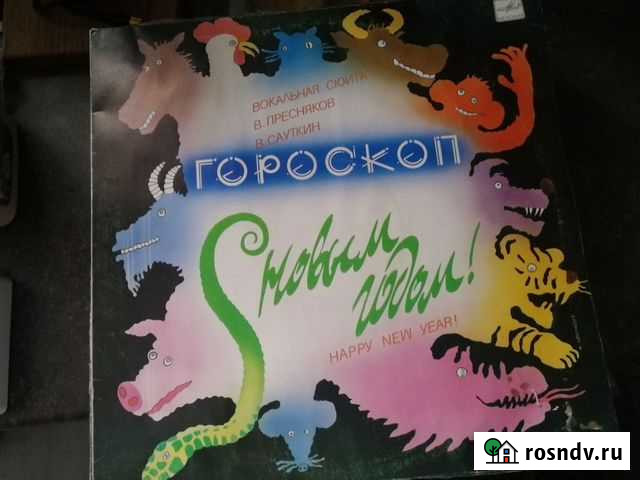 ВОКАЛЬНАЯ СЮИТА
В. ПРЕСНЯКОВ
В. САУТКИН
ГОРОСКОП
С новым
годом!
HAPPY NEW YEAR!
rosndv.ru